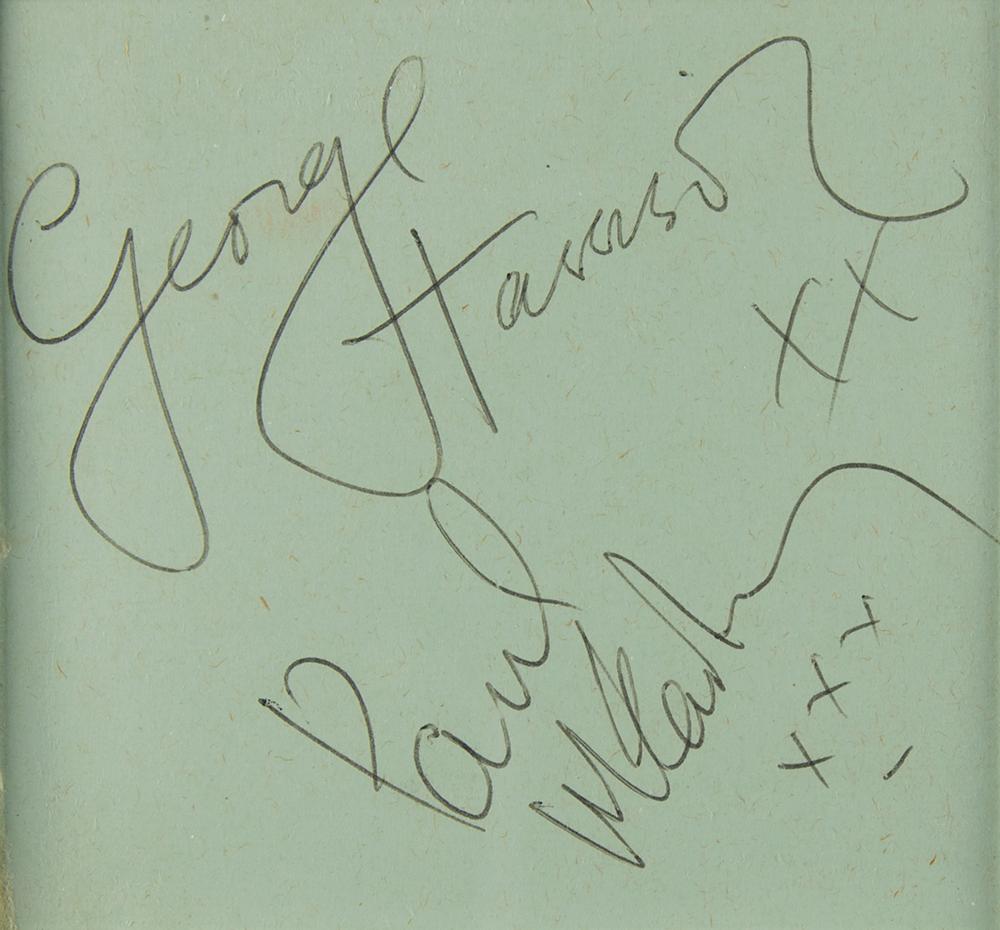 George Harrison
xx
Paul McCartney
xxx